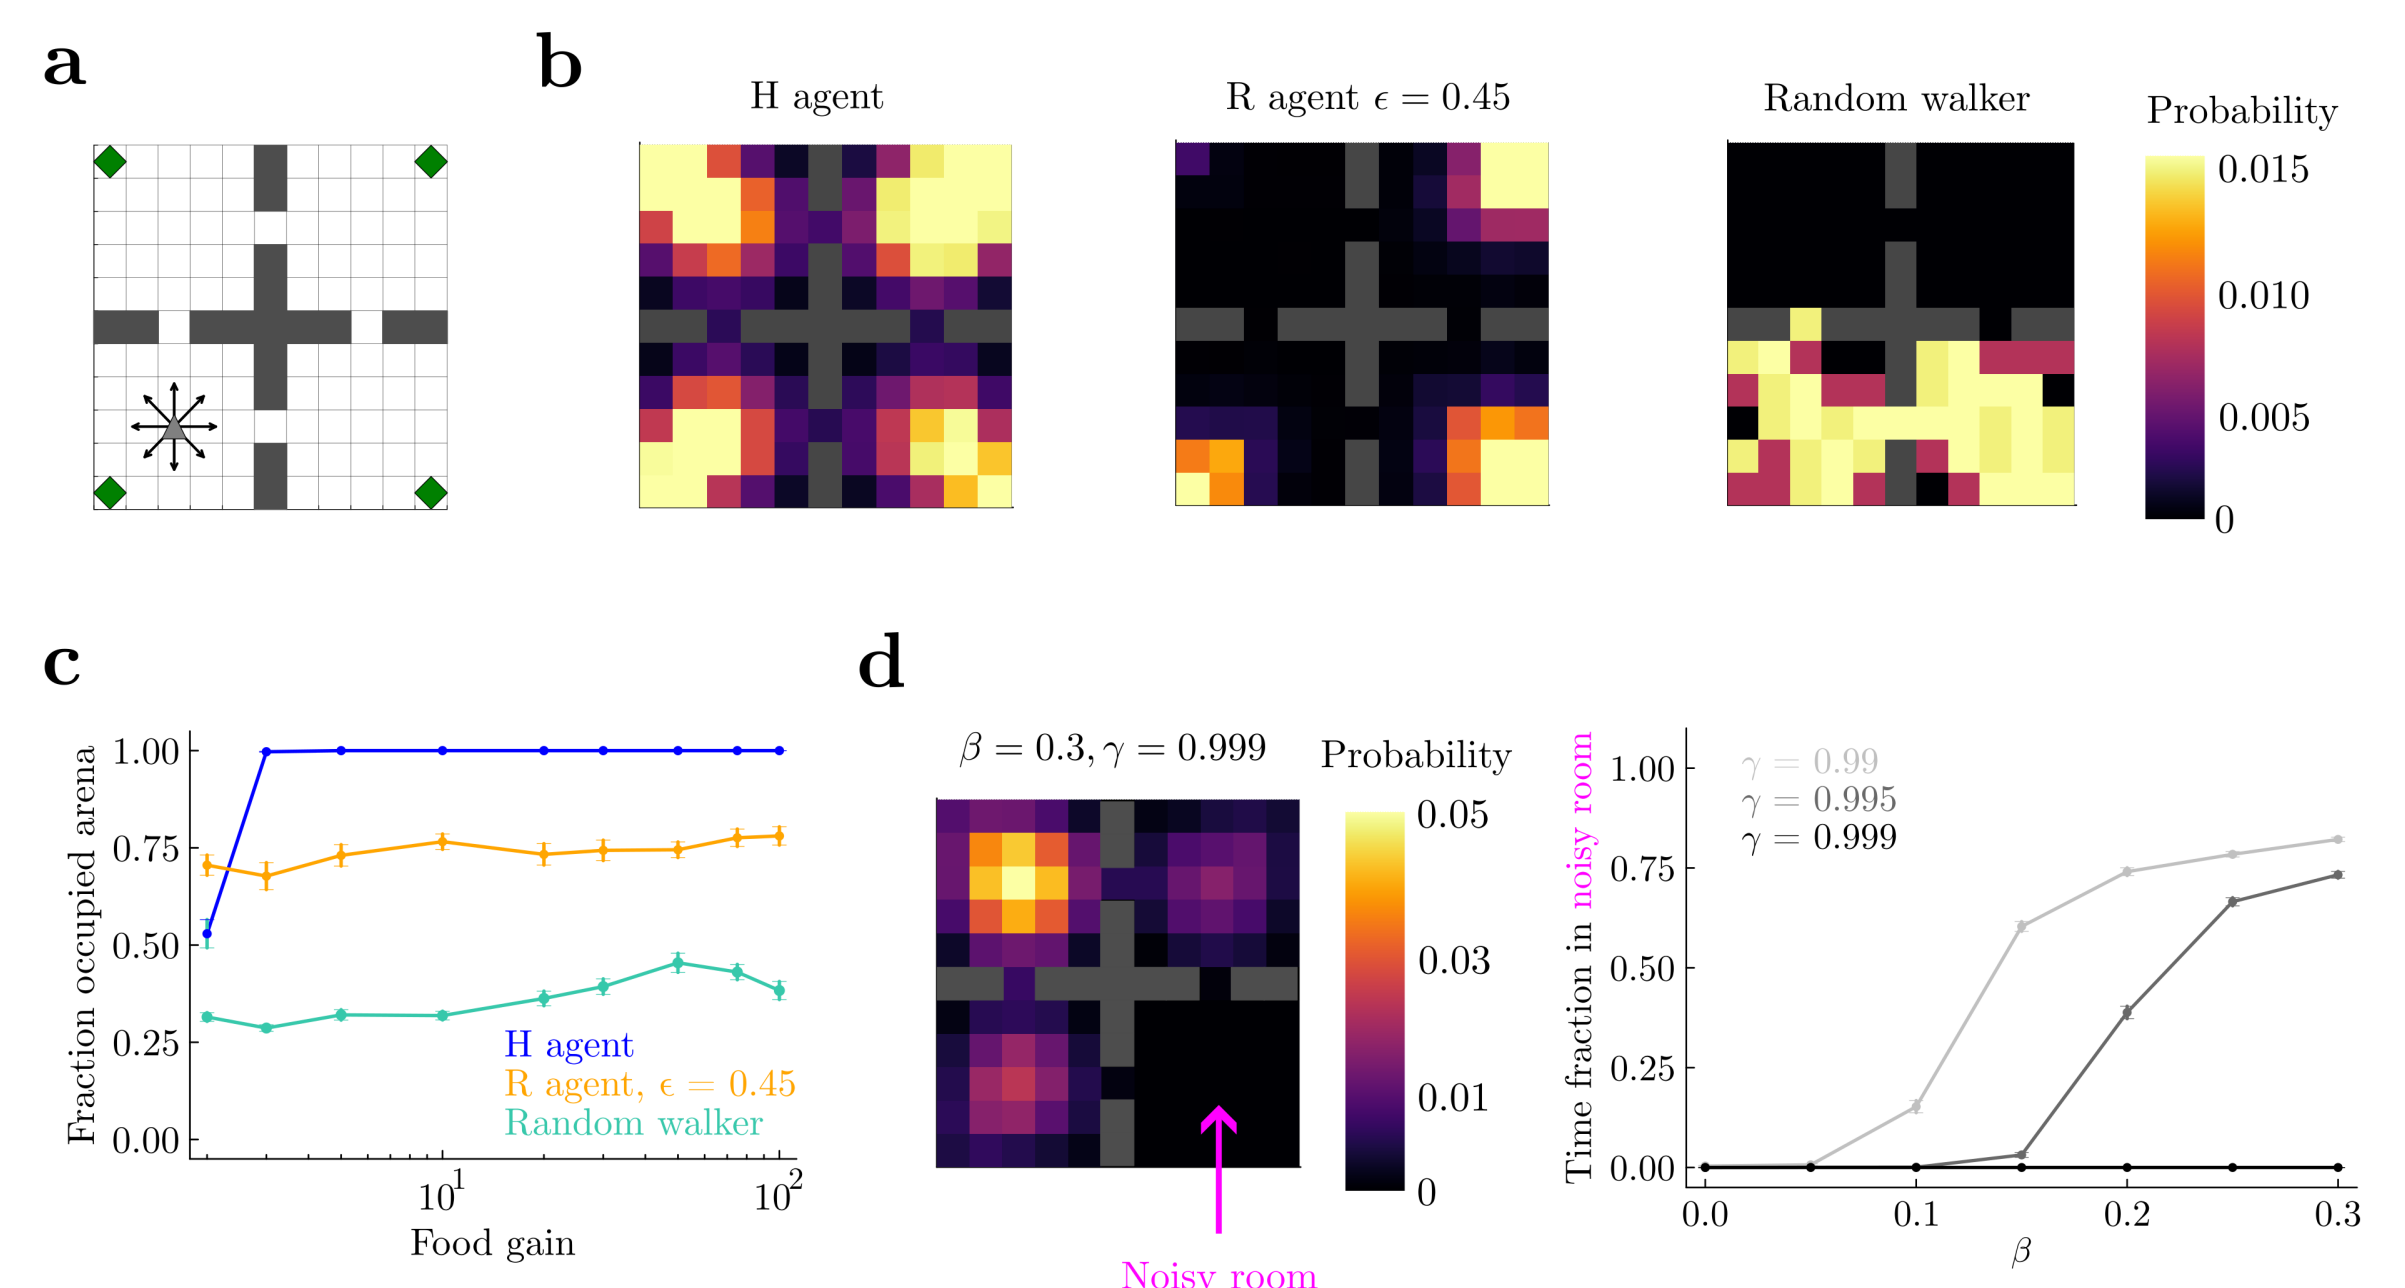 a
b
H agent
R agent ϵ = 0.45
Random walker
Probability
0.015
0.010
0.005
0
c
Fraction occupied arena
1.00
0.75
0.50
0.25
0.00
H agent
R agent, ϵ = 0.45
Random walker
10¹
10²
Food gain
d
β = 0.3, γ = 0.999
Probability
0.05
0.03
0.01
0
Noisy room
Time fraction in noisy room
1.00
0.75
0.50
0.25
0.00
γ = 0.99
γ = 0.995
γ = 0.999
0.0
0.1
0.2
0.3
β